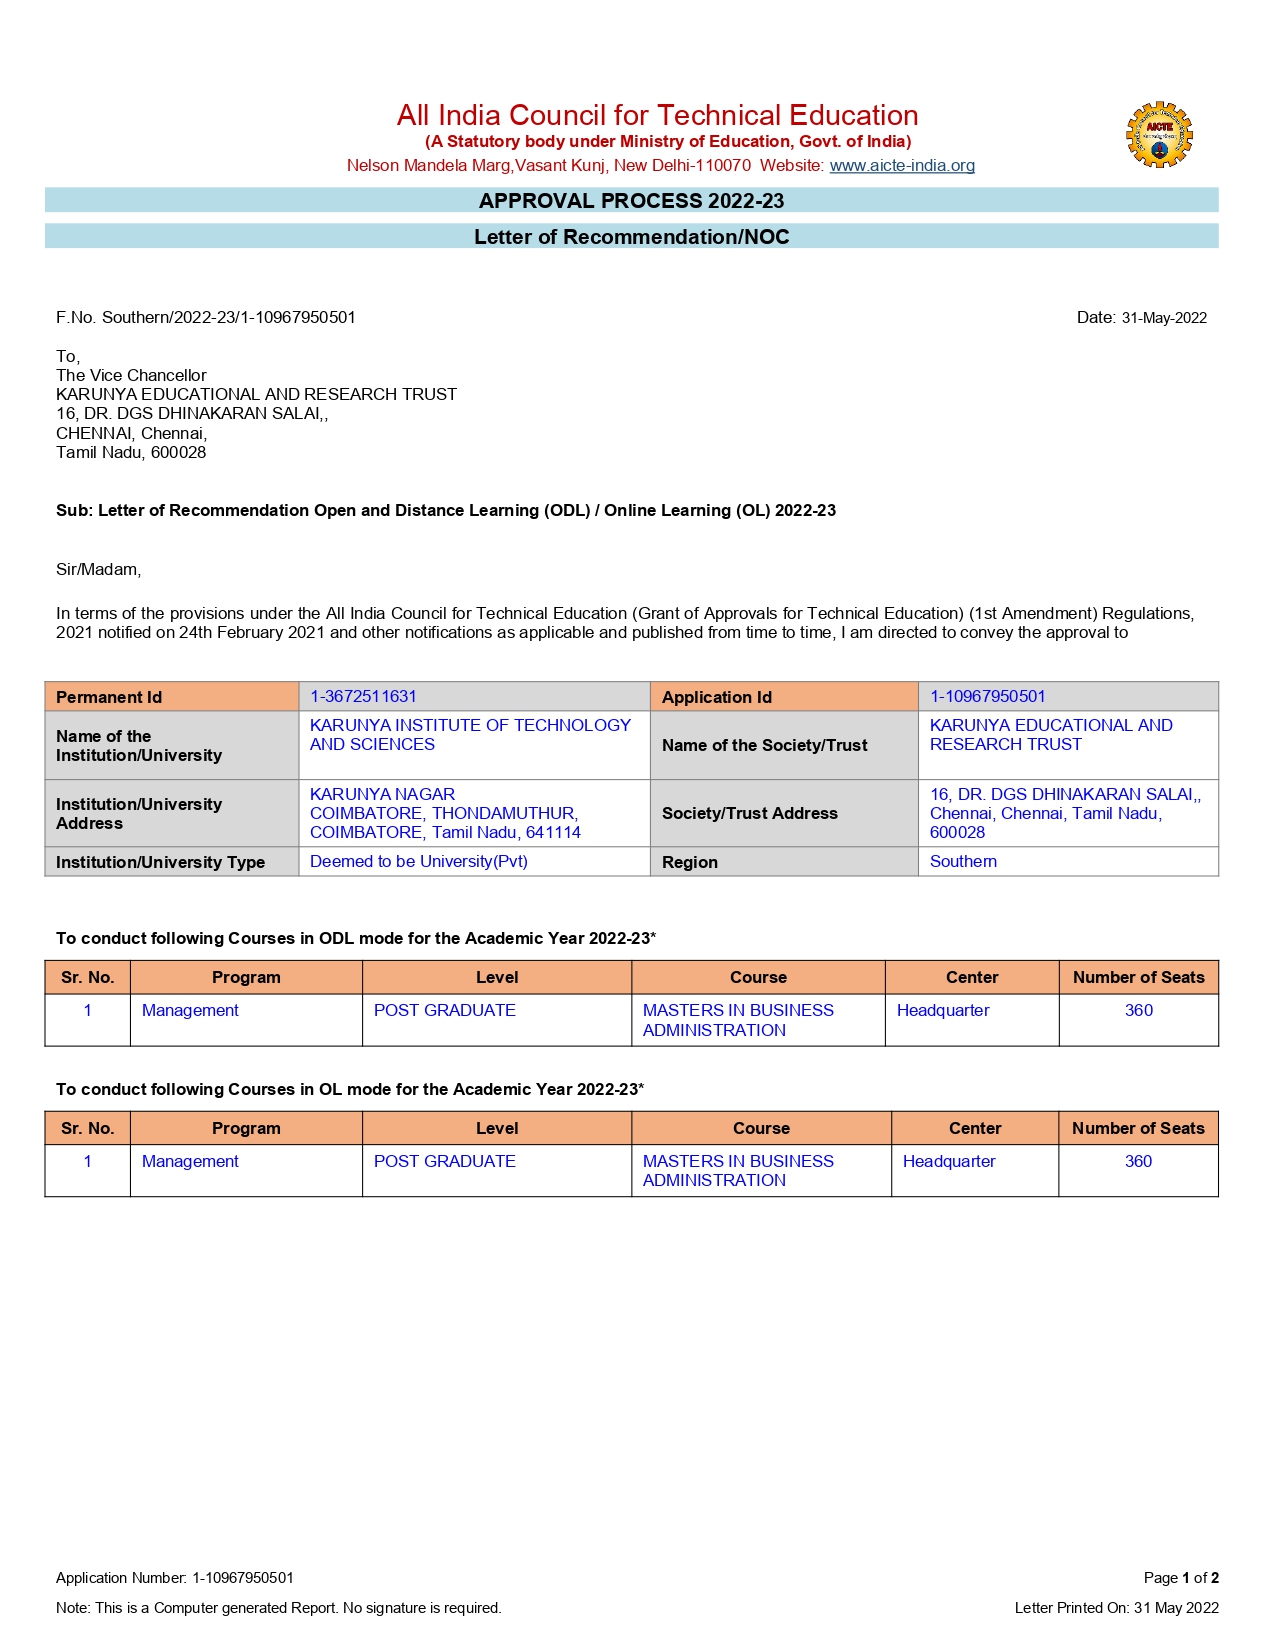 All India Council for Technical Education
(A Statutory body under Ministry of Education, Govt. of India)
Nelson Mandela Marg,Vasant Kunj, New Delhi-110070 Website: www.aicte-india.org
AICTE
APPROVAL PROCESS 2022-23
Letter of Recommendation/NOC
F.No. Southern/2022-23/1-10967950501 Date: 31-May-2022
To,
The Vice Chancellor
KARUNYA EDUCATIONAL AND RESEARCH TRUST
16, DR. DGS DHINAKARAN SALAI,,
CHENNAI, Chennai,
Tamil Nadu, 600028
Sub: Letter of Recommendation Open and Distance Learning (ODL) / Online Learning (OL) 2022-23
Sir/Madam,
In terms of the provisions under the All India Council for Technical Education (Grant of Approvals for Technical Education) (1st Amendment) Regulations,
2021 notified on 24th February 2021 and other notifications as applicable and published from time to time, I am directed to convey the approval to
Permanent Id 1-3672511631 Application Id 1-10967950501
Name of the
Institution/University
KARUNYA INSTITUTE OF TECHNOLOGY
AND SCIENCES
Name of the Society/Trust
KARUNYA EDUCATIONAL AND
RESEARCH TRUST
Institution/University
Address
KARUNYA NAGAR
COIMBATORE, THONDAMUTHUR,
COIMBATORE, Tamil Nadu, 641114
Society/Trust Address
16, DR. DGS DHINAKARAN SALAI,,
Chennai, Chennai, Tamil Nadu,
600028
Institution/University Type Deemed to be University(Pvt) Region Southern
To conduct following Courses in ODL mode for the Academic Year 2022-23*
Sr. No. Program Level Course Center Number of Seats
1 Management POST GRADUATE MASTERS IN BUSINESS
ADMINISTRATION
Headquarter 360
To conduct following Courses in OL mode for the Academic Year 2022-23*
Sr. No. Program Level Course Center Number of Seats
1 Management POST GRADUATE MASTERS IN BUSINESS
ADMINISTRATION
Headquarter 360
Application Number: 1-10967950501 Page 1 of 2
Note: This is a Computer generated Report. No signature is required. Letter Printed On: 31 May 2022